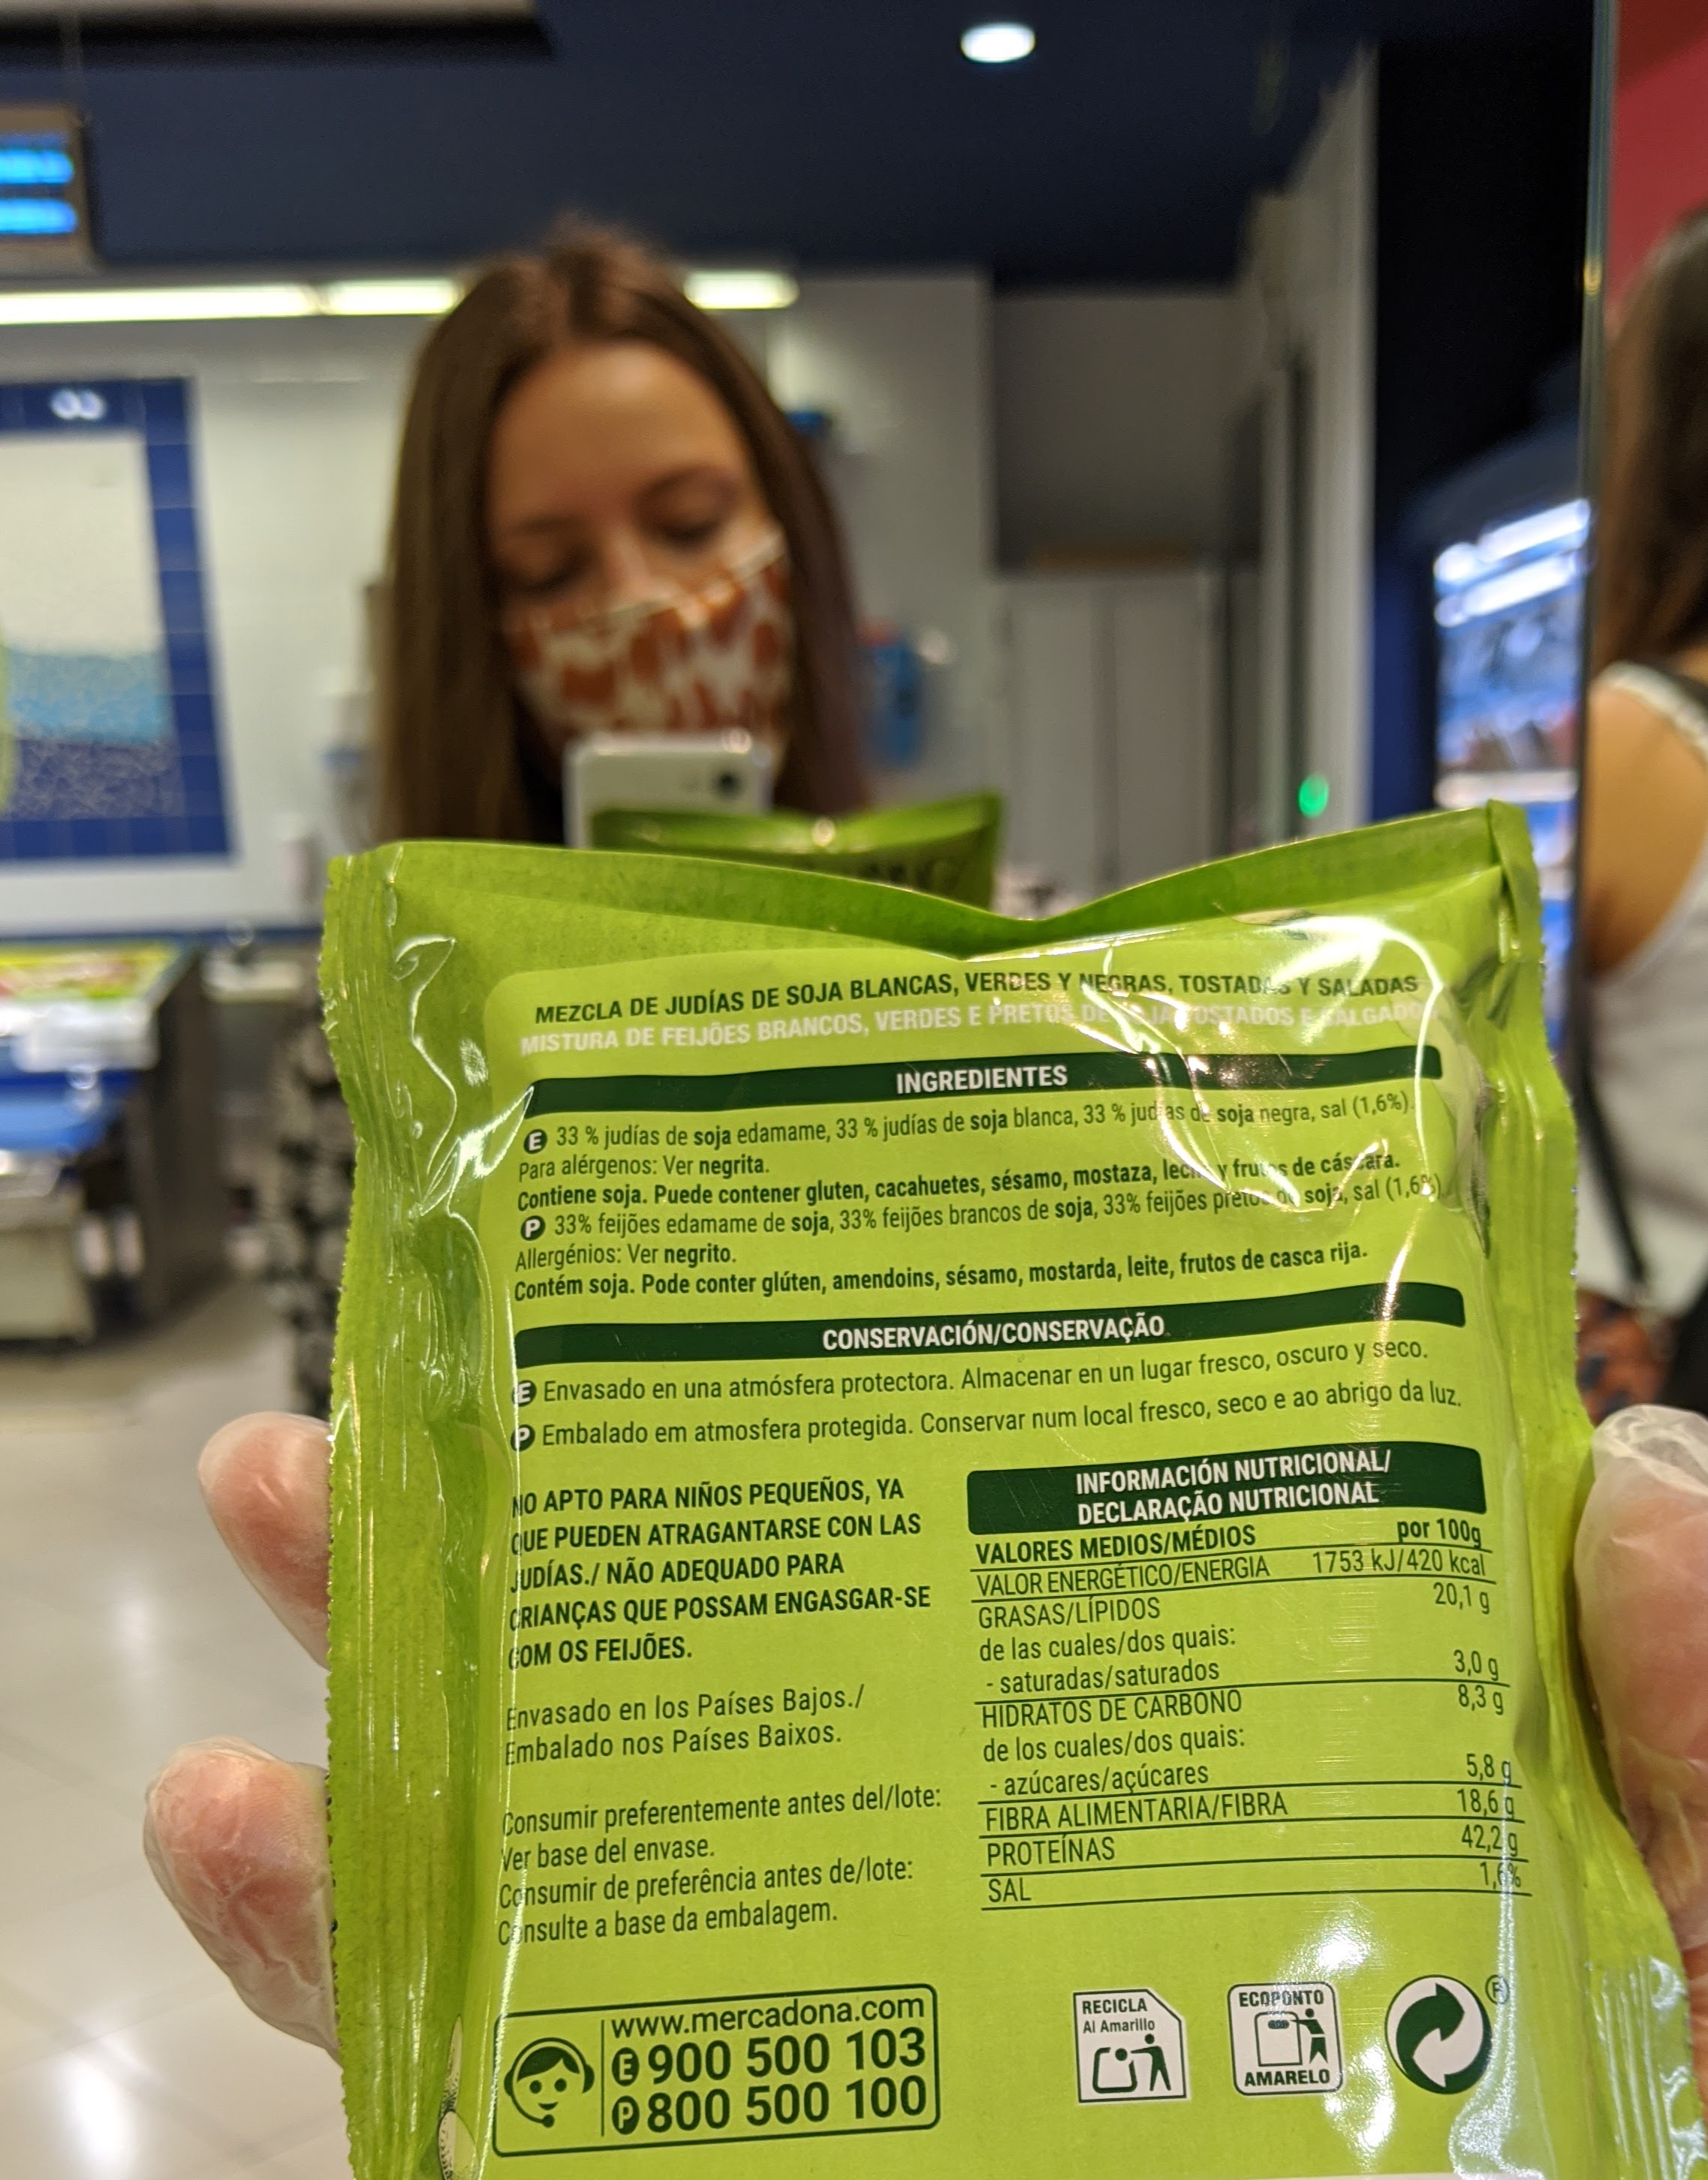 MEZCLA DE JUDÍAS DE SOJA BLANCAS, VERDES Y NEGRAS, TOSTADAS Y SALADAS
MISTURA DE FEIJÕES BRANCOS, VERDES E PRETOS DE SOJA TOSTADOS E SALGADOS
INGREDIENTES
E 33 % judías de soja edamame, 33 % judías de soja blanca, 33 % judías de soja negra, sal (1,6%).
Para alérgenos: Ver negrita.
Contiene soja. Puede contener gluten, cacahuetes, sésamo, mostaza, leche y frutos de cáscara.
P 33% feijões edamame de soja, 33% feijões brancos de soja, 33% feijões pretos de soja, sal (1,6%)
Allergénios: Ver negrito.
Contém soja. Pode conter glúten, amendoins, sésamo, mostarda, leite, frutos de casca rija.
CONSERVACIÓN/CONSERVAÇÃO
E Envasado en una atmósfera protectora. Almacenar en un lugar fresco, oscuro y seco.
P Embalado em atmosfera protegida. Conservar num local fresco, seco e ao abrigo da luz.
NO APTO PARA NIÑOS PEQUEÑOS, YA
QUE PUEDEN ATRAGANTARSE CON LAS
JUDÍAS./ NÃO ADEQUADO PARA
CRIANÇAS QUE POSSAM ENGASGAR-SE
COM OS FEIJÕES.
Envasado en los Países Bajos./
Embalado nos Países Baixos.
Consumir preferentemente antes del/lote:
Ver base del envase.
Consumir de preferência antes de/lote:
Consulte a base da embalagem.
INFORMACIÓN NUTRICIONAL/
DECLARAÇÃO NUTRICIONAL
VALORES MEDIOS/MÉDIOS por 100g
VALOR ENERGÉTICO/ENERGIA 1753 kJ/420 kcal
GRASAS/LÍPIDOS 20,1 g
de las cuales/dos quais:
- saturadas/saturados 3,0 g
HIDRATOS DE CARBONO 8,3 g
de los cuales/dos quais:
- azúcares/açúcares 5,8 g
FIBRA ALIMENTARIA/FIBRA 18,6 g
PROTEÍNAS 42,2 g
SAL 1,6%
www.mercadona.com
E 900 500 103
P 800 500 100
RECICLA
Al Amarillo
ECOPONTO
AMARELO